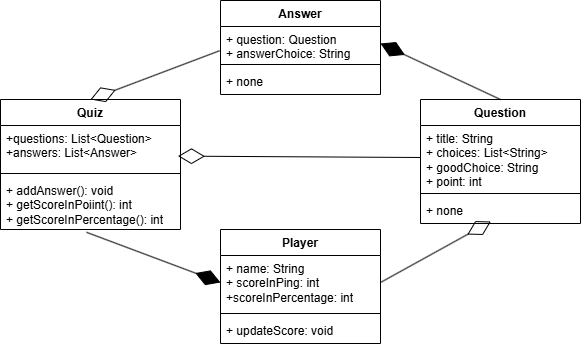 Answer
+ question: Question
+ answerChoice: String
+ none
Quiz
+questions: List<Question>
+answers: List<Answer>
+ addAnswer(): void
+ getScoreInPoiint(): int
+ getScoreInPercentage(): int
Question
+ title: String
+ choices: List<String>
+ goodChoice: String
+ point: int
+ none
Player
+ name: String
+ scoreInPing: int
+scoreInPercentage: int
+ updateScore: void